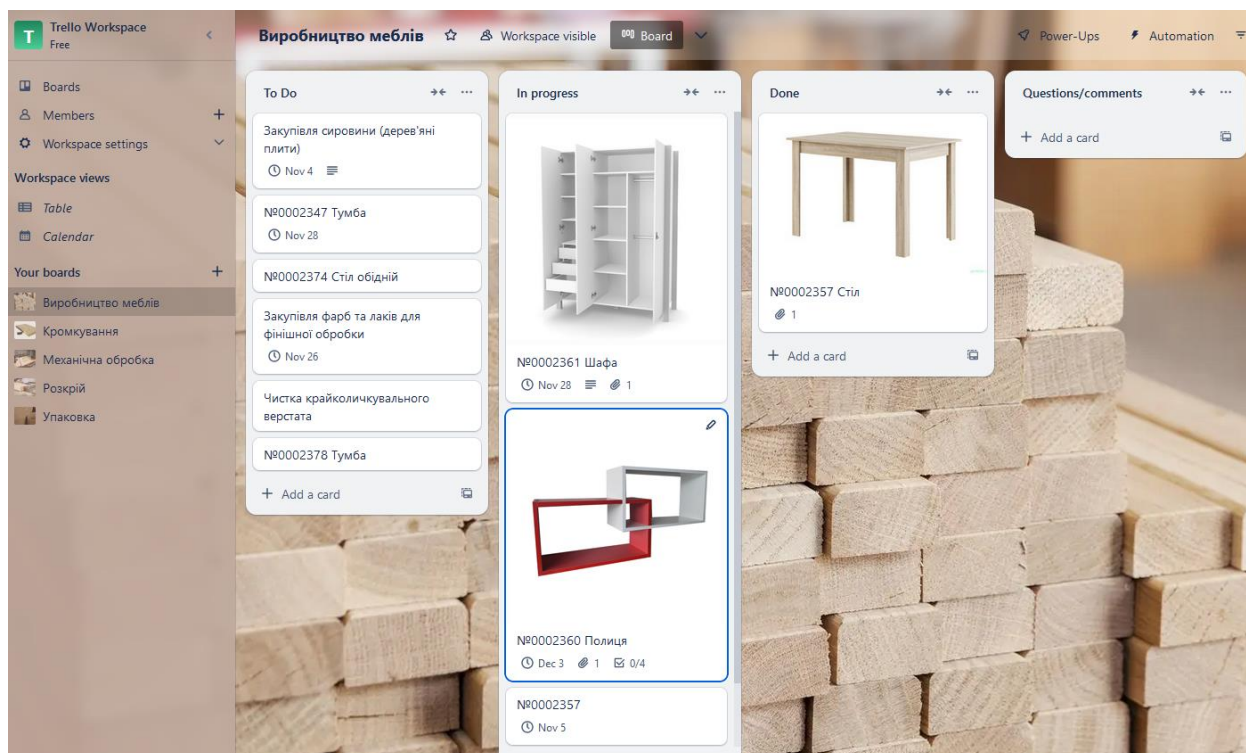 T
Trello Workspace
Free
Boards
Members
Workspace settings
Workspace views
Table
Calendar
Your boards
Виробництво меблів
Кромкування
Механічна обробка
Розкрій
Упаковка
Виробництво меблів
Workspace visible
Board
Power-Ups
Automation
To Do
Закупівля сировини (дерев'яні
плити)
Nov 4
№0002347 Тумба
Nov 28
№0002374 Стіл обідній
Закупівля фарб та лаків для
фінішної обробки
Nov 26
Чистка крайколичкувального
верстата
№0002378 Тумба
+ Add a card
In progress
№0002361 Шафа
Nov 28 1
№0002360 Полиця
Dec 3 1 0/4
№0002357
Nov 5
Done
№0002357 Стіл
1
+ Add a card
Questions/comments
+ Add a card